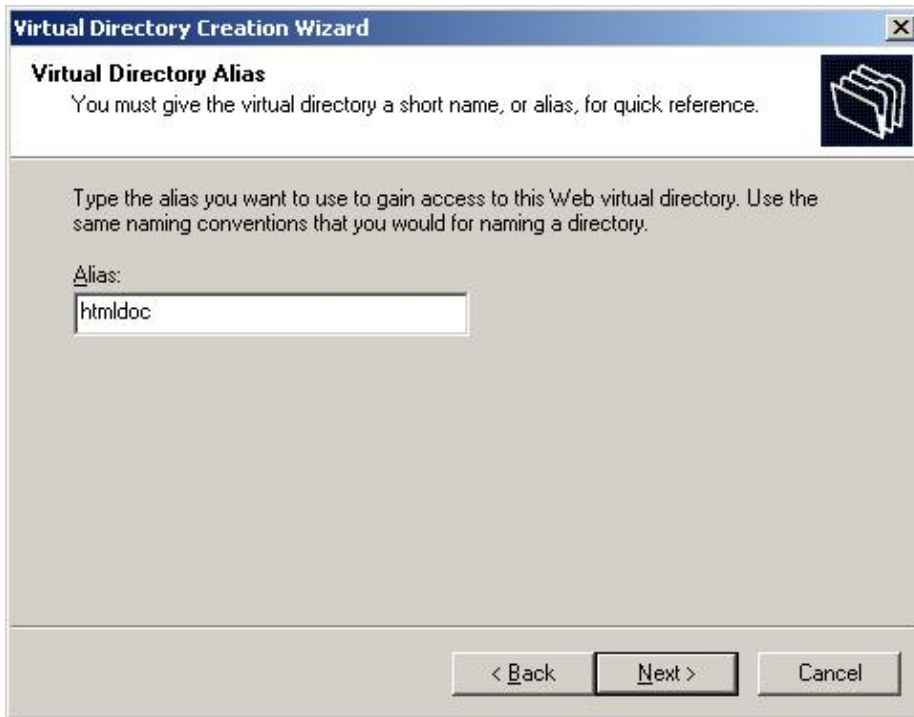 Virtual Directory Creation Wizard
Virtual Directory Alias
You must give the virtual directory a short name, or alias, for quick reference.
Type the alias you want to use to gain access to this Web virtual directory. Use the
same naming conventions that you would for naming a directory.
Alias:
htmldoc
< Back Next > Cancel